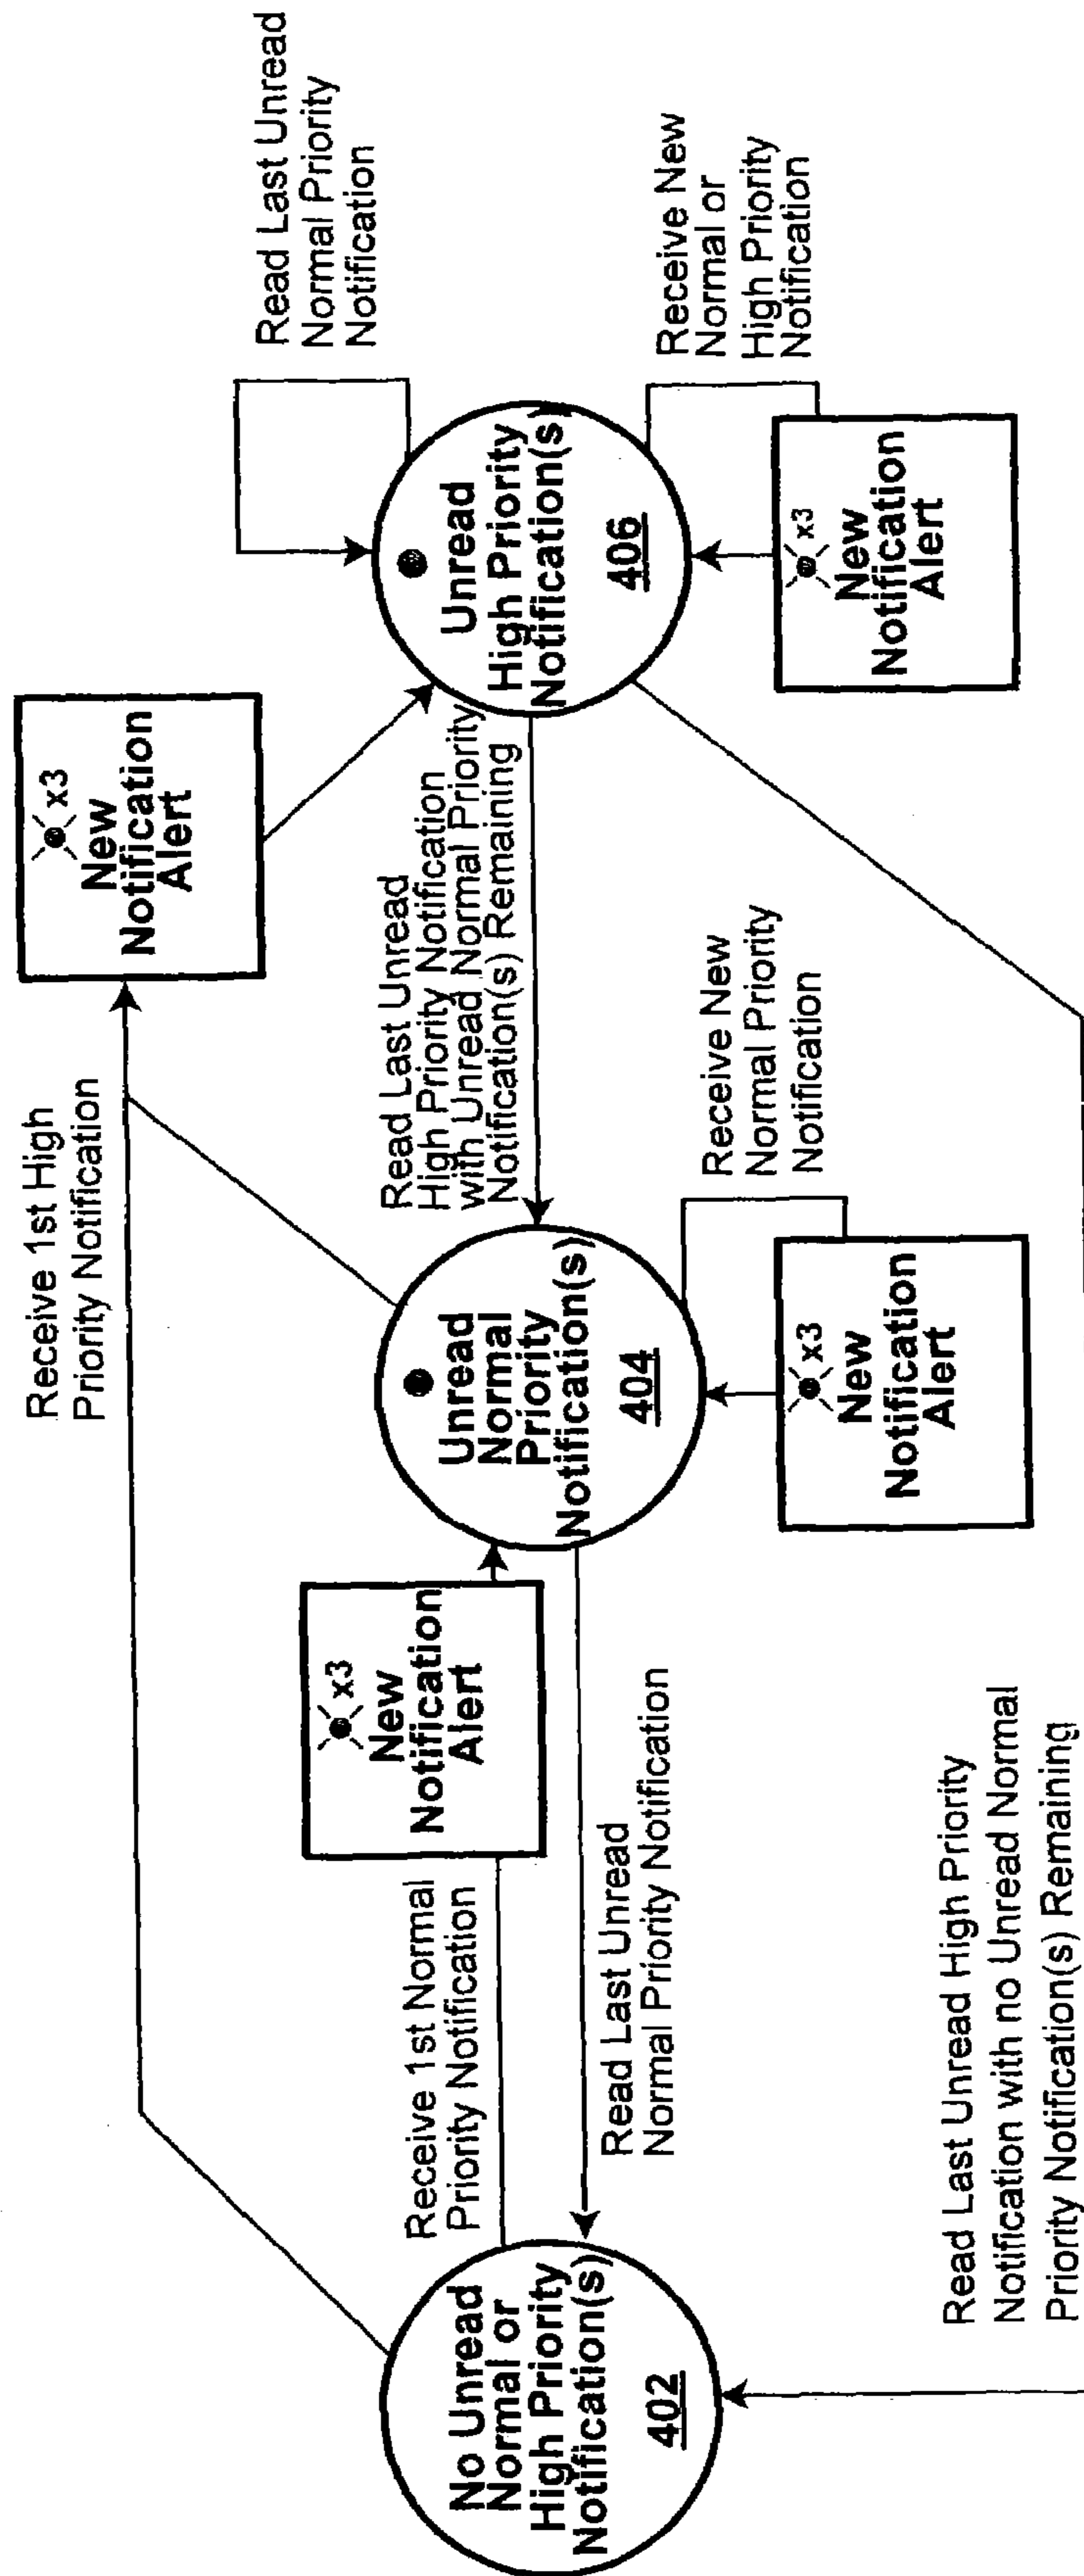 Receive 1st High
Priority Notification
x3
New
Notification
Alert
Read Last Unread
Normal Priority
Notification
No Unread
Normal or
High Priority
Notification(s)
402
Receive 1st Normal
Priority Notification
x3
New
Notification
Alert
Read Last Unread
Normal Priority Notification
Unread
Normal
Priority
Notification(s)
404
Read Last Unread
High Priority Notification
with Unread Normal Priority
Notification(s) Remaining
Unread
High Priority
Notification(s)
406
Receive New
Normal Priority
Notification
x3
New
Notification
Alert
Receive New
Normal or
High Priority
Notification
x3
New
Notification
Alert
Read Last Unread High Priority
Notification with no Unread Normal
Priority Notification(s) Remaining